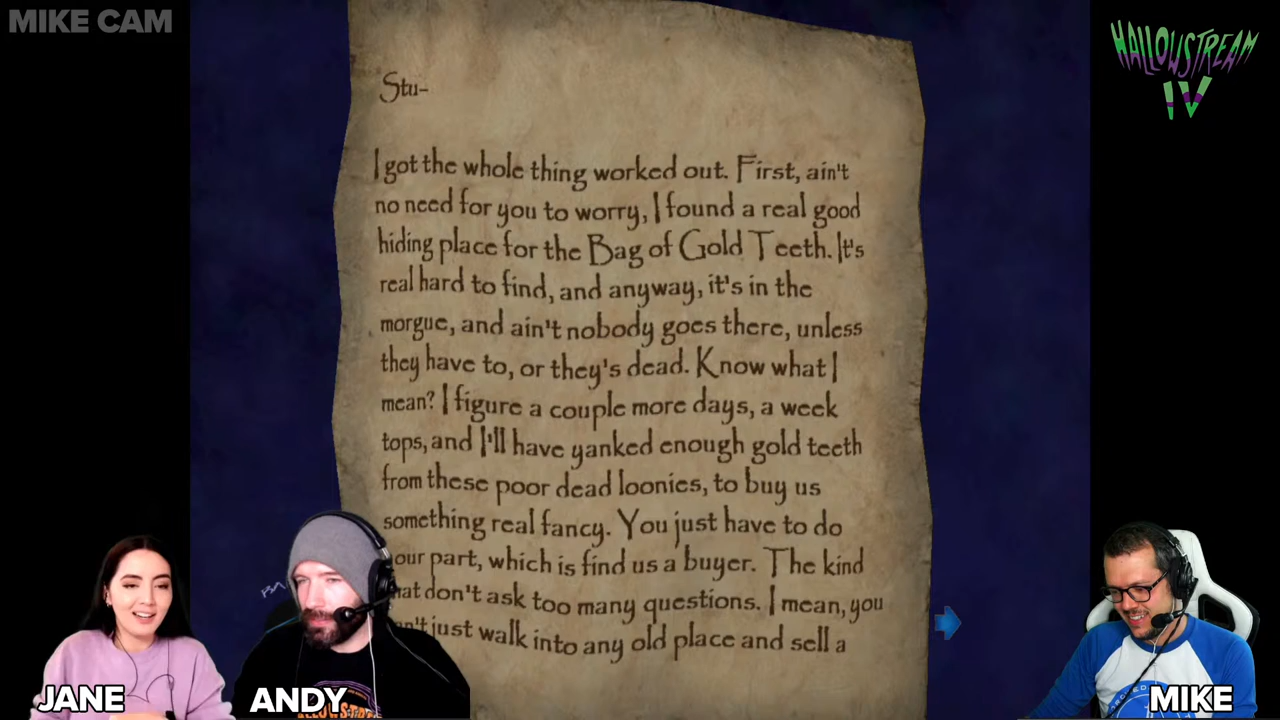 MIKE CAM
HALLOWSTREAM
IV
Stu-
I got the whole thing worked out. First, ain't
no need for you to worry, I found a real good
hiding place for the Bag of Gold Teeth. It's
real hard to find, and anyway, it's in the
morgue, and ain't nobody goes there, unless
they have to, or they's dead. Know what I
mean? I figure a couple more days, a week
tops, and I'll have yanked enough gold teeth
from these poor dead loonies, to buy us
something real fancy. You just have to do
our part, which is find us a buyer. The kind
don't ask too many questions. I mean, you
just walk into any old place and sell a
JANE
ANDY
MIKE